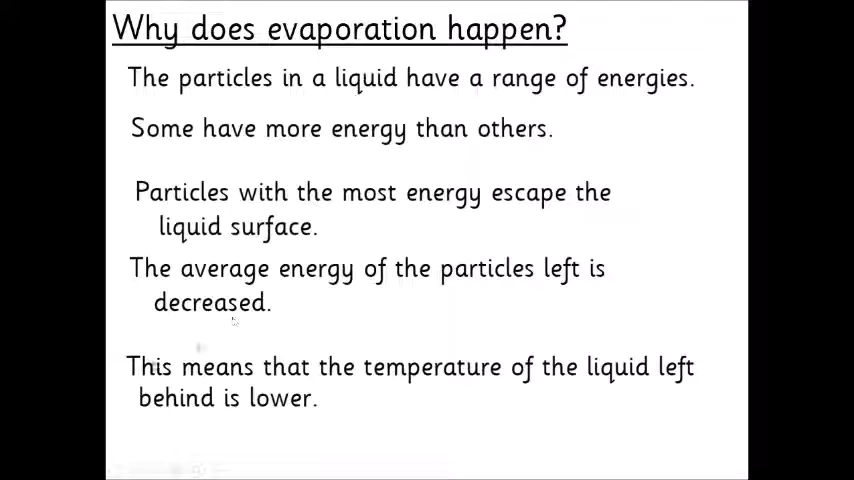 Why does evaporation happen?
The particles in a liquid have a range of energies.
Some have more energy than others.
Particles with the most energy escape the
liquid surface.
The average energy of the particles left is
decreased.
This means that the temperature of the liquid left
behind is lower.